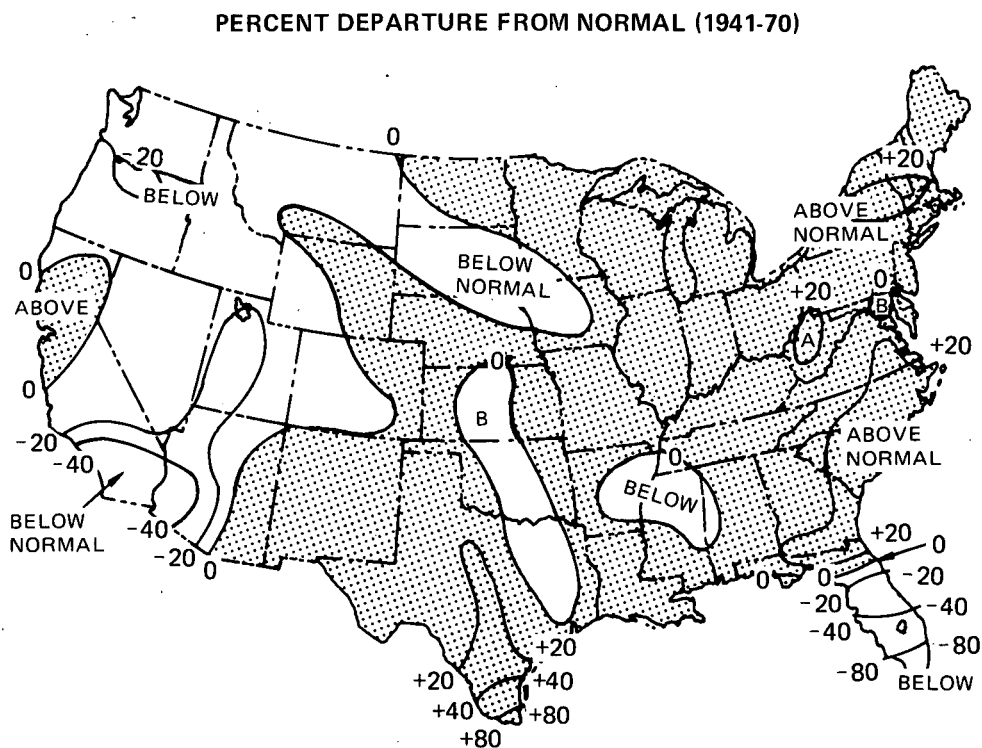 PERCENT DEPARTURE FROM NORMAL (1941-70)
0
-20
BELOW
+20
ABOVE
NORMAL
0
ABOVE
BELOW
NORMAL
0
B
+20
A
+20
0
0
B
-20
-40
ABOVE
NORMAL
0
BELOW
BELOW
NORMAL
-40
-20
0
+20
0
0
0
-20
-20
-40
-40
-80
-80
BELOW
+20
+20
+40
+40
+80
+80